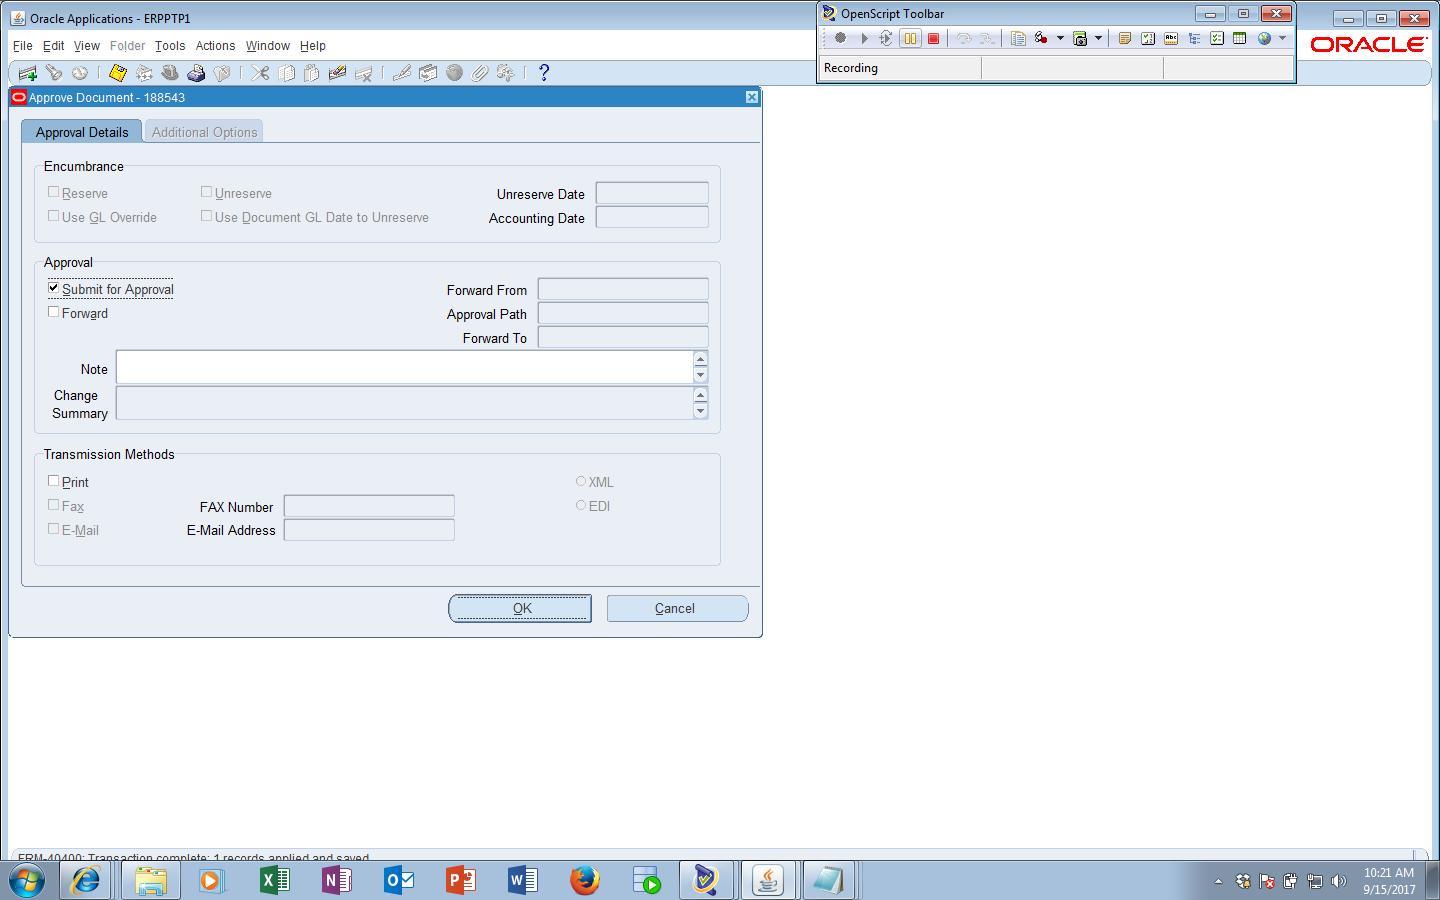 Oracle Applications - ERPPTP1
OpenScript Toolbar
File Edit View Folder Tools Actions Window Help
ORACLE
Recording
Approve Document - 188543
Approval Details
Additional Options
Encumbrance
Reserve
Unreserve
Unreserve Date
Use GL Override
Use Document GL Date to Unreserve
Accounting Date
Approval
Submit for Approval
Forward From
Forward
Approval Path
Forward To
Note
Change
Summary
Transmission Methods
Print
XML
Fax
FAX Number
EDI
E-Mail
E-Mail Address
OK
Cancel
FRM-40400: Transaction complete: 1 records applied and saved
10:21 AM
9/15/2017